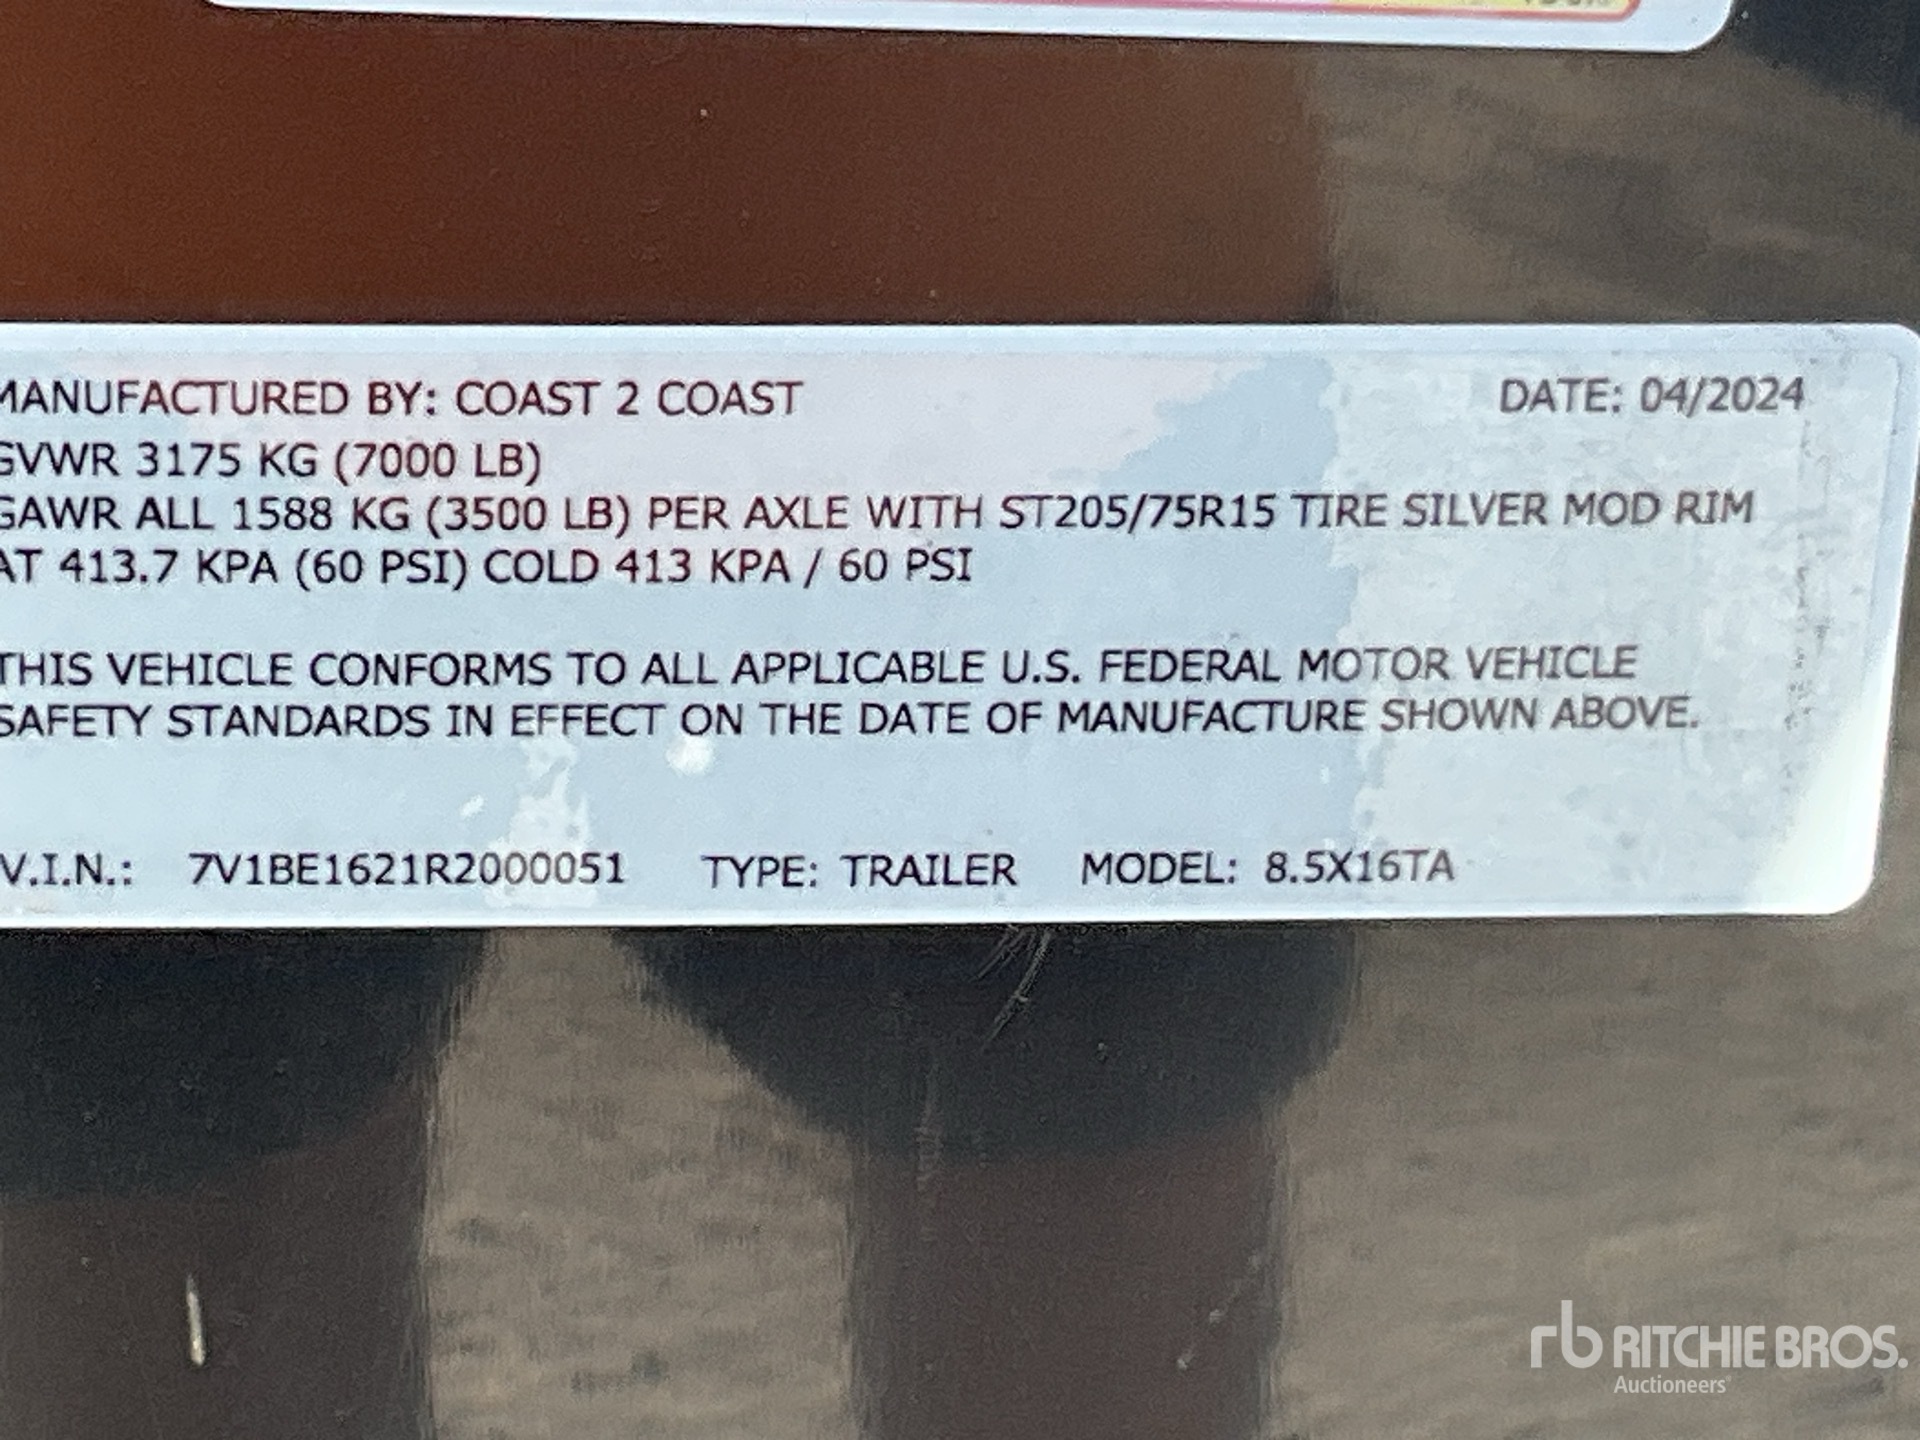 MANUFACTURED BY: COAST 2 COAST DATE: 04/2024
GVWR 3175 KG (7000 LB)
GAWR ALL 1588 KG (3500 LB) PER AXLE WITH ST205/75R15 TIRE SILVER MOD RIM
AT 413.7 KPA (60 PSI) COLD 413 KPA / 60 PSI
THIS VEHICLE CONFORMS TO ALL APPLICABLE U.S. FEDERAL MOTOR VEHICLE
SAFETY STANDARDS IN EFFECT ON THE DATE OF MANUFACTURE SHOWN ABOVE.
V.I.N.: 7V1BE1621R2000051 TYPE: TRAILER MODEL: 8.5X16TA
rb RITCHIE BROS.
Auctioneers